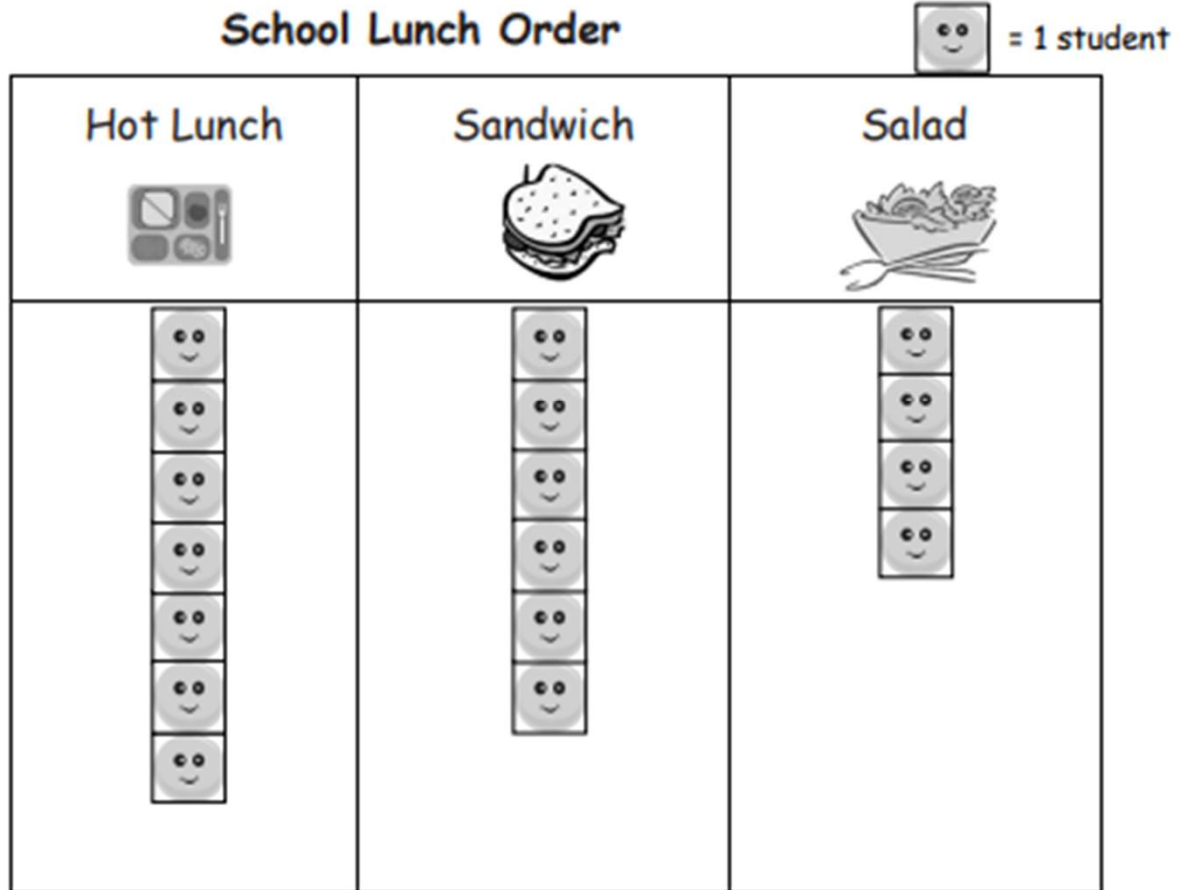 School Lunch Order
= 1 student
Hot Lunch
Sandwich
Salad